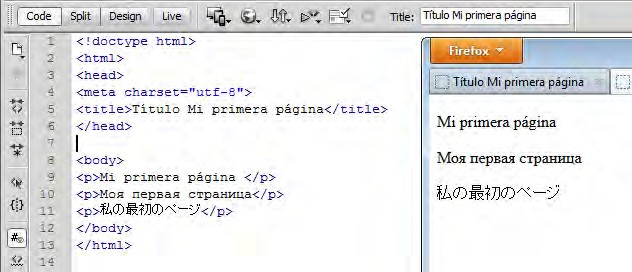 Code Split Design Live Title: Título Mi primera página
1 <!doctype html>
2 <html>
3 <head>
4 <meta charset="utf-8">
5 <title>Título Mi primera página</title>
6 </head>
7
8 <body>
9 <p>Mi primera página </p>
10 <p>Моя первая страница</p>
11 <p>私の最初のページ</p>
12 </body>
13 </html>
14
Firefox
Título Mi primera página
Mi primera página
Моя первая страница
私の最初のページ